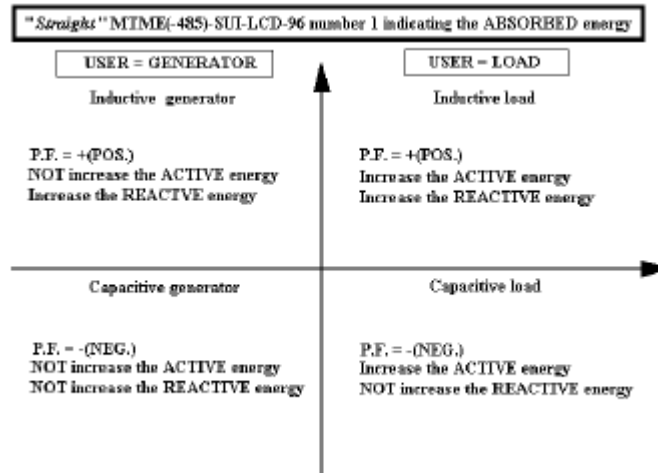 "Straight" MTME(-485)-SUI-LCD-96 number 1 indicating the ABSORBED energy
USER = GENERATOR
USER = LOAD
Inductive generator
Inductive load
P.F. = +(POS.)
NOT increase the ACTIVE energy
Increase the REACTIVE energy
P.F. = +(POS.)
Increase the ACTIVE energy
Increase the REACTIVE energy
Capacitive generator
Capacitive load
P.F. = -(NEG.)
NOT increase the ACTIVE energy
NOT increase the REACTIVE energy
P.F. = -(NEG.)
Increase the ACTIVE energy
NOT increase the REACTIVE energy